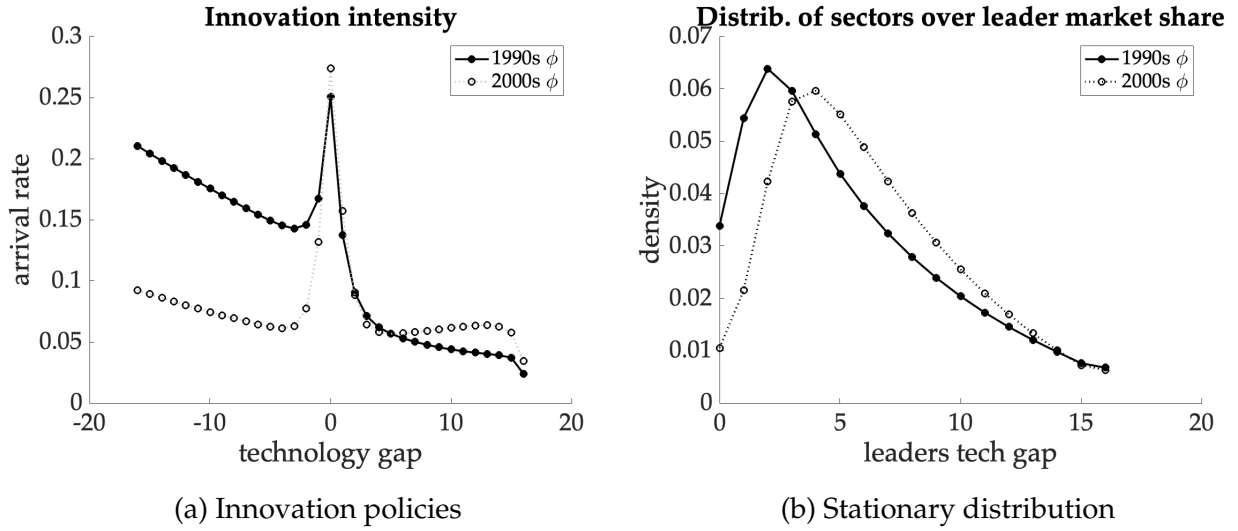 Innovation intensity
0.3
0.25
0.2
0.15
0.1
0.05
0
arrival rate
1990s ϕ
2000s ϕ
-20
-10
0
10
20
technology gap
(a) Innovation policies
Distrib. of sectors over leader market share
0.07
0.06
0.05
0.04
0.03
0.02
0.01
0
density
1990s ϕ
2000s ϕ
0
5
10
15
20
leaders tech gap
(b) Stationary distribution